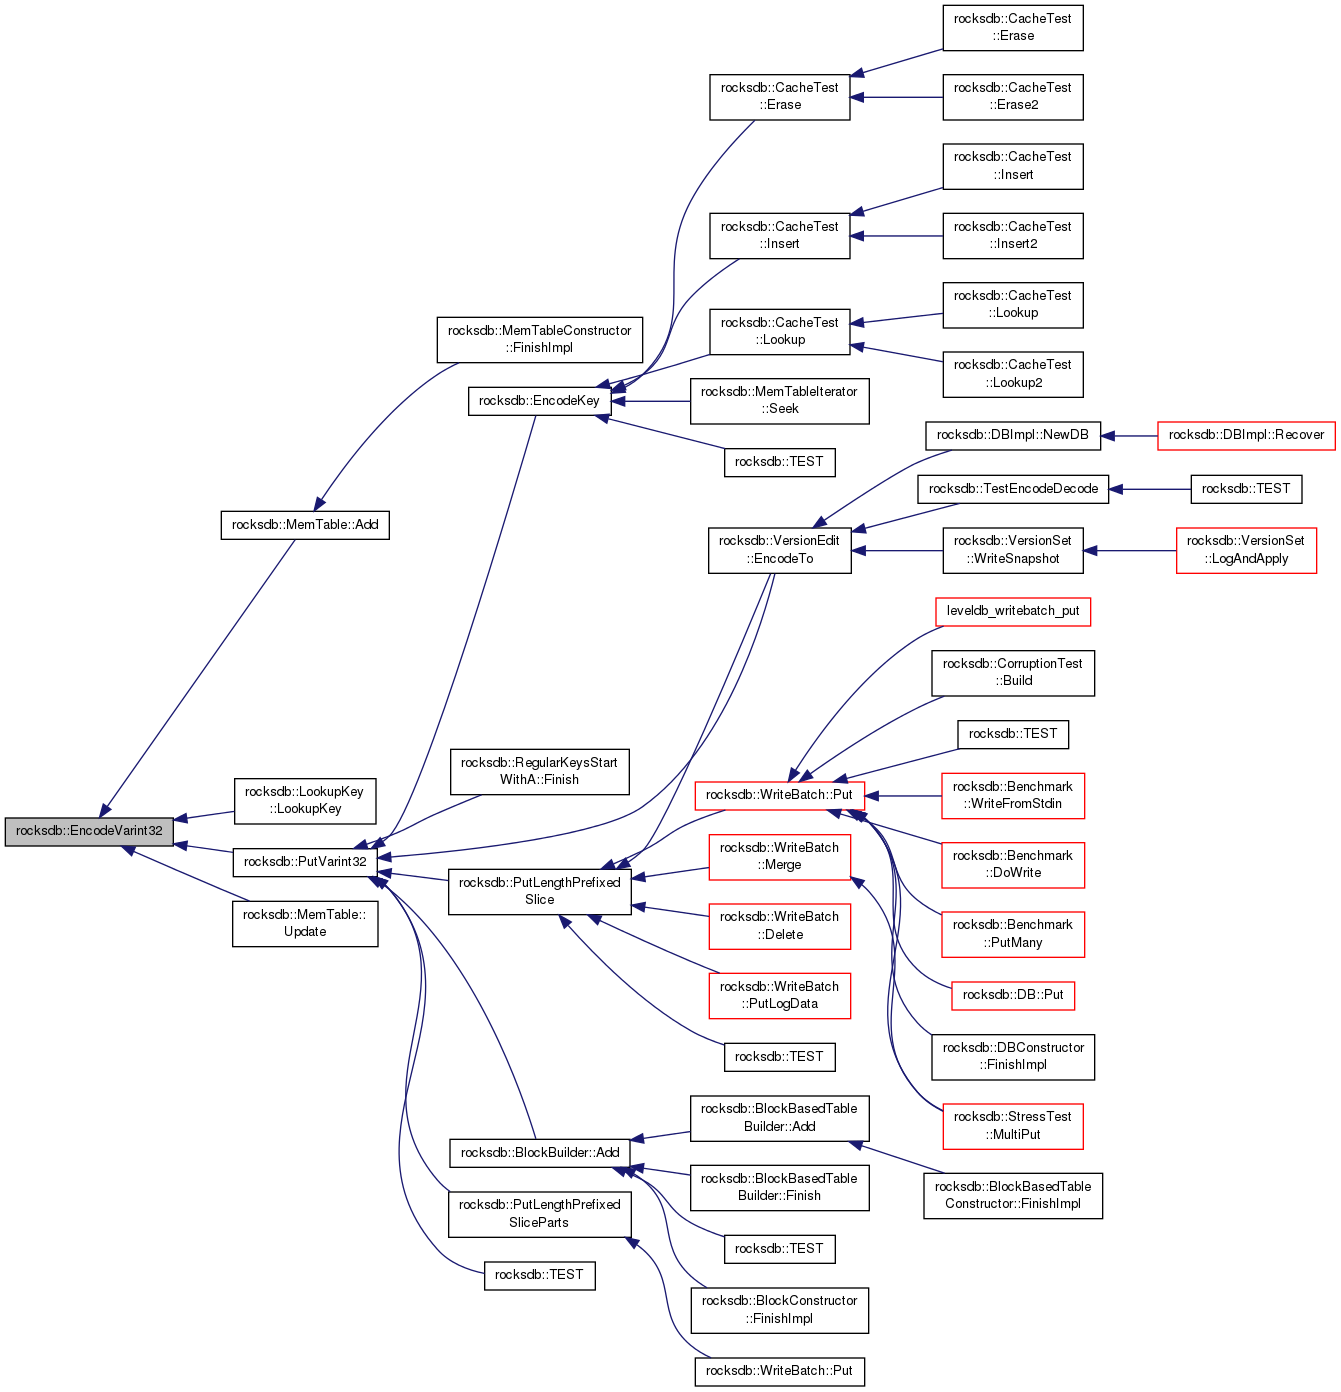 rocksdb::CacheTest
::Erase
rocksdb::CacheTest
::Erase
rocksdb::CacheTest
::Erase2
rocksdb::CacheTest
::Insert
rocksdb::CacheTest
::Insert
rocksdb::CacheTest
::Insert2
rocksdb::CacheTest
::Lookup
rocksdb::CacheTest
::Lookup
rocksdb::CacheTest
::Lookup2
rocksdb::MemTableConstructor
::FinishImpl
rocksdb::EncodeKey
rocksdb::MemTableIterator
::Seek
rocksdb::TEST
rocksdb::DBImpl::NewDB
rocksdb::DBImpl::Recover
rocksdb::TestEncodeDecode
rocksdb::TEST
rocksdb::MemTable::Add
rocksdb::VersionEdit
::EncodeTo
rocksdb::VersionSet
::WriteSnapshot
rocksdb::VersionSet
::LogAndApply
leveldb_writebatch_put
rocksdb::CorruptionTest
::Build
rocksdb::TEST
rocksdb::RegularKeysStart
WithA::Finish
rocksdb::LookupKey
::LookupKey
rocksdb::WriteBatch::Put
rocksdb::Benchmark
::WriteFromStdin
rocksdb::EncodeVarint32
rocksdb::PutVarint32
rocksdb::WriteBatch
::Merge
rocksdb::Benchmark
::DoWrite
rocksdb::PutLengthPrefixed
Slice
rocksdb::MemTable::
Update
rocksdb::WriteBatch
::Delete
rocksdb::Benchmark
::PutMany
rocksdb::WriteBatch
::PutLogData
rocksdb::DB::Put
rocksdb::TEST
rocksdb::DBConstructor
::FinishImpl
rocksdb::BlockBasedTable
Builder::Add
rocksdb::StressTest
::MultiPut
rocksdb::BlockBuilder::Add
rocksdb::BlockBasedTable
Builder::Finish
rocksdb::BlockBasedTable
Constructor::FinishImpl
rocksdb::PutLengthPrefixed
SliceParts
rocksdb::TEST
rocksdb::TEST
rocksdb::BlockConstructor
::FinishImpl
rocksdb::WriteBatch::Put